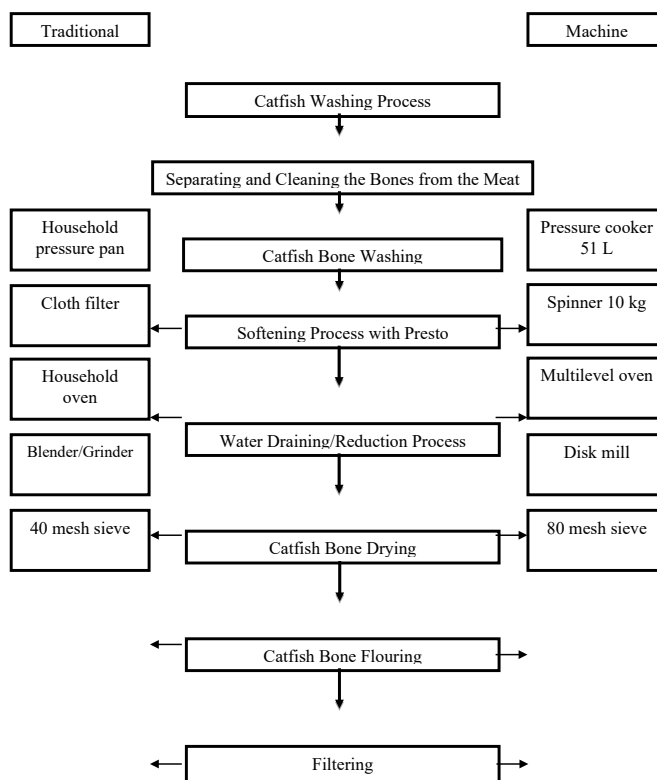 Traditional
Machine
Catfish Washing Process
Separating and Cleaning the Bones from the Meat
Household
pressure pan
Pressure cooker
51 L
Catfish Bone Washing
Cloth filter
Spinner 10 kg
Softening Process with Presto
Household
oven
Multilevel oven
Water Draining/Reduction Process
Blender/Grinder
Disk mill
40 mesh sieve
80 mesh sieve
Catfish Bone Drying
Catfish Bone Flouring
Filtering